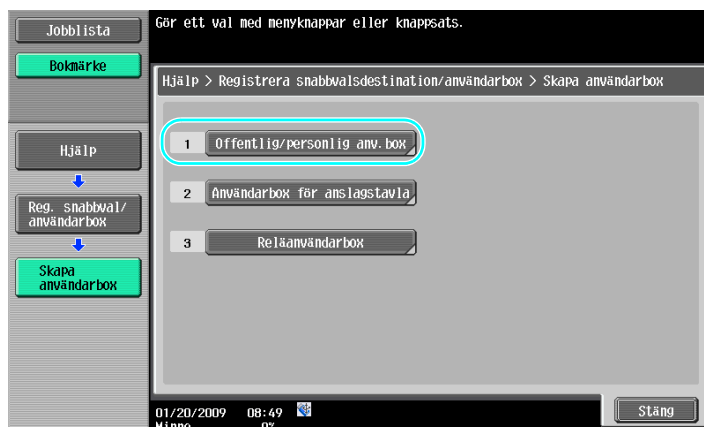 Gör ett val med menyknappar eller knappsats.
Jobblista
Bokmärke
Hjälp > Registrera snabbvalsdestination/användarbox > Skapa användarbox
Hjälp
Reg. snabbval/
användarbox
Skapa
användarbox
1 Offentlig/personlig anv.box
2 Användarbox för anslagstavla
3 Reläanvändarbox
01/20/2009 08:49
Minne 0%
Stäng